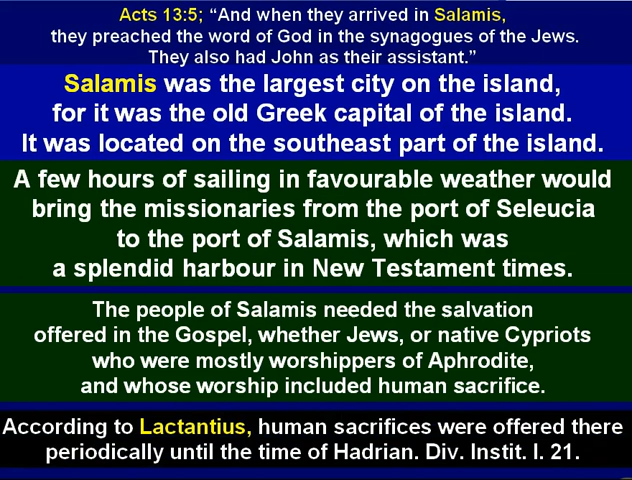 Acts 13:5; “And when they arrived in Salamis,
they preached the word of God in the synagogues of the Jews.
They also had John as their assistant.”
Salamis was the largest city on the island,
for it was the old Greek capital of the island.
It was located on the southeast part of the island.
A few hours of sailing in favourable weather would
bring the missionaries from the port of Seleucia
to the port of Salamis, which was
a splendid harbour in New Testament times.
The people of Salamis needed the salvation
offered in the Gospel, whether Jews, or native Cypriots
who were mostly worshippers of Aphrodite,
and whose worship included human sacrifice.
According to Lactantius, human sacrifices were offered there
periodically until the time of Hadrian. Div. Instit. I. 21.